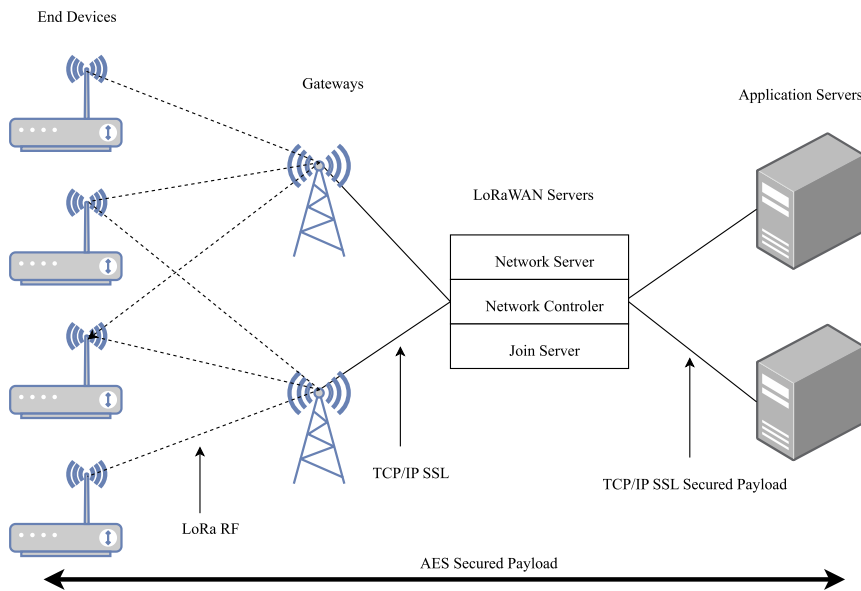 End Devices
Gateways
Application Servers
LoRaWAN Servers
Network Server
Network Controler
Join Server
TCP/IP SSL
TCP/IP SSL Secured Payload
LoRa RF
AES Secured Payload